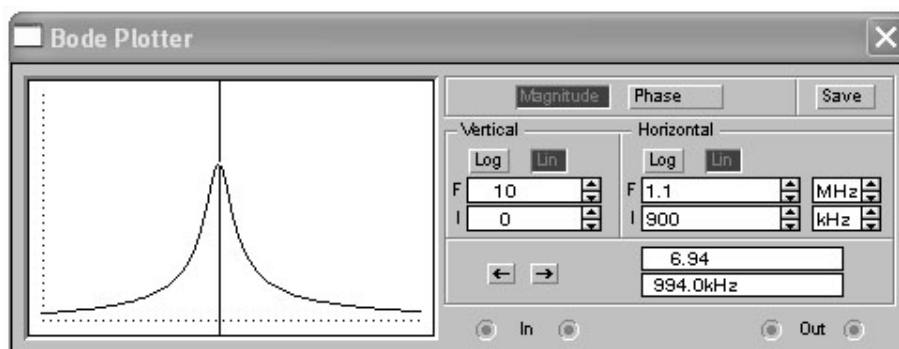 Bode Plotter
Magnitude Phase Save
Vertical Horizontal
Log Lin Log Lin
F 10 F 1.1 MHz
I 0 I 900 kHz
6.94
994.0kHz
In Out